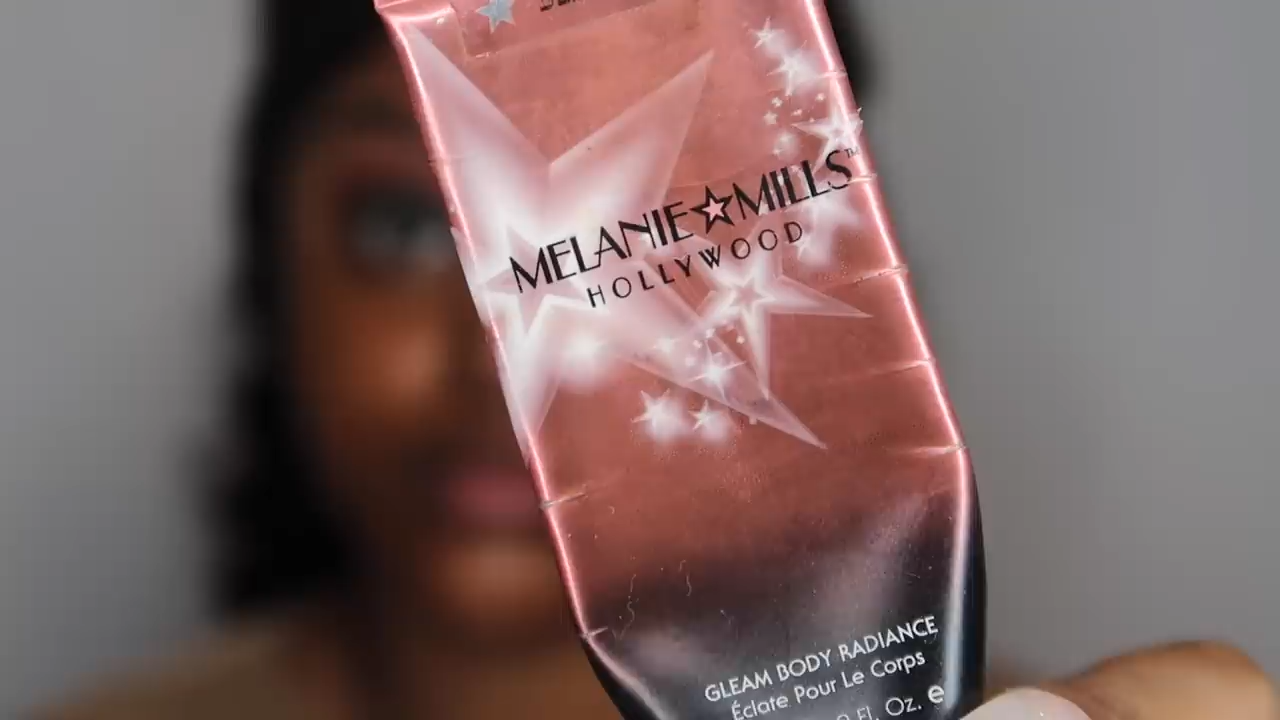 MELANIE☆MILLS™
HOLLYWOOD
GLEAM BODY RADIANCE
Éclate Pour Le Corps
Fl. Oz. e